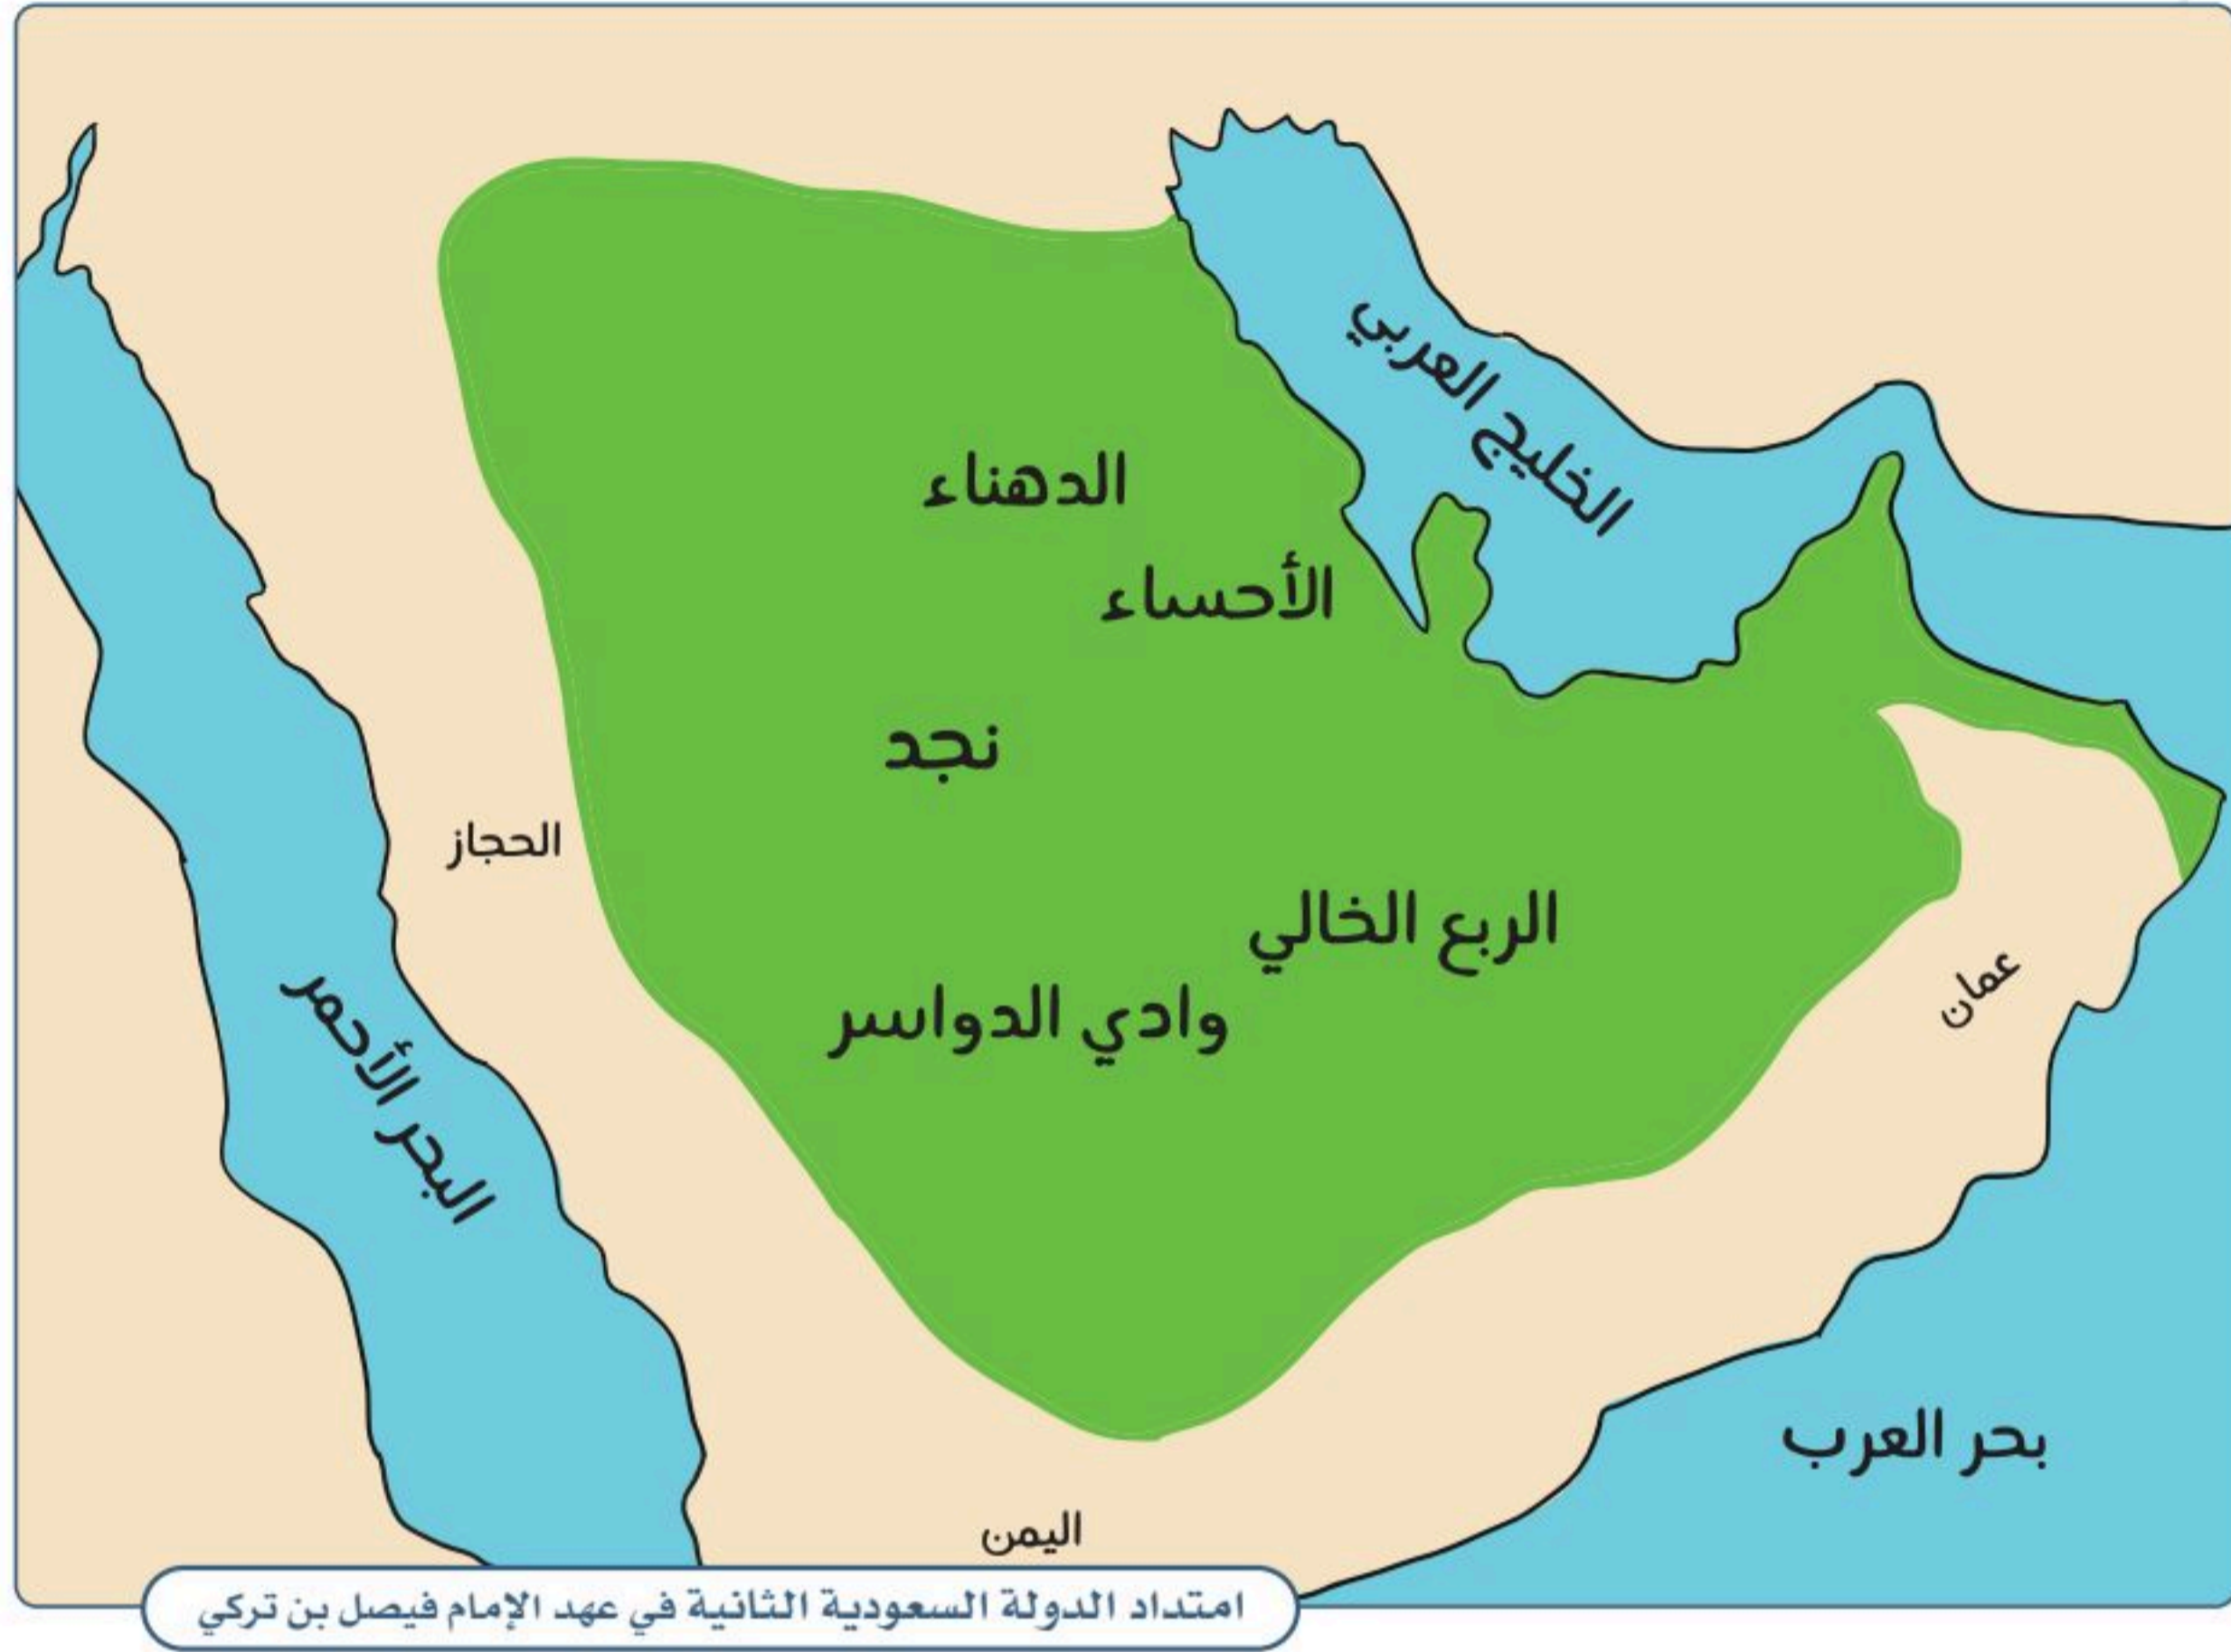 الخليج العربي
الدهناء
الأحساء
نجد
الحجاز
الربع الخالي
عمان
وادي الدواسر
البحر الأحمر
بحر العرب
اليمن
امتداد الدولة السعودية الثانية في عهد الإمام فيصل بن تركي